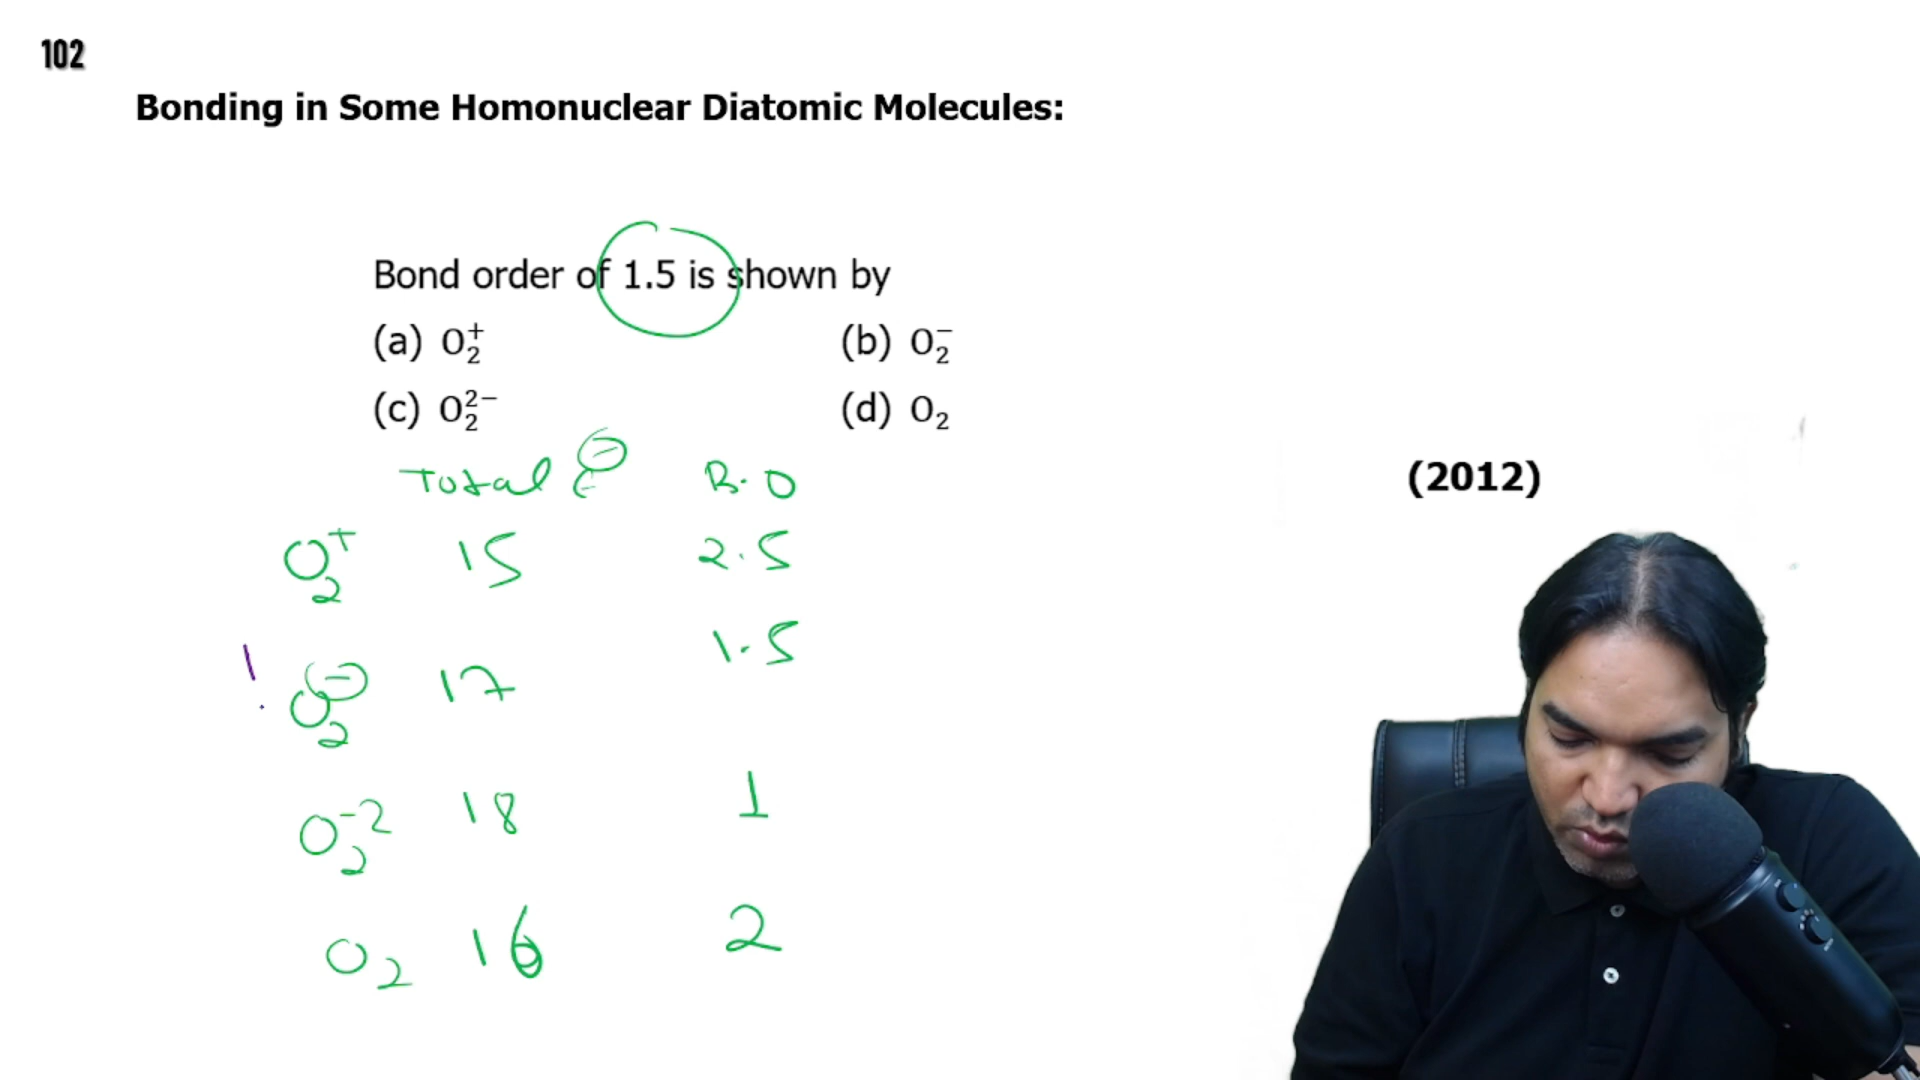 102
Bonding in Some Homonuclear Diatomic Molecules:
Bond order of 1.5 is shown by
(a) O₂⁺ (b) O₂⁻
(c) O₂²⁻ (d) O₂
(2012)
Total e⊖ B.O
O₂⁺ 15 2.5
O₂⊖ 17 1.5
O₂⁻² 18 1
O₂ 16 2